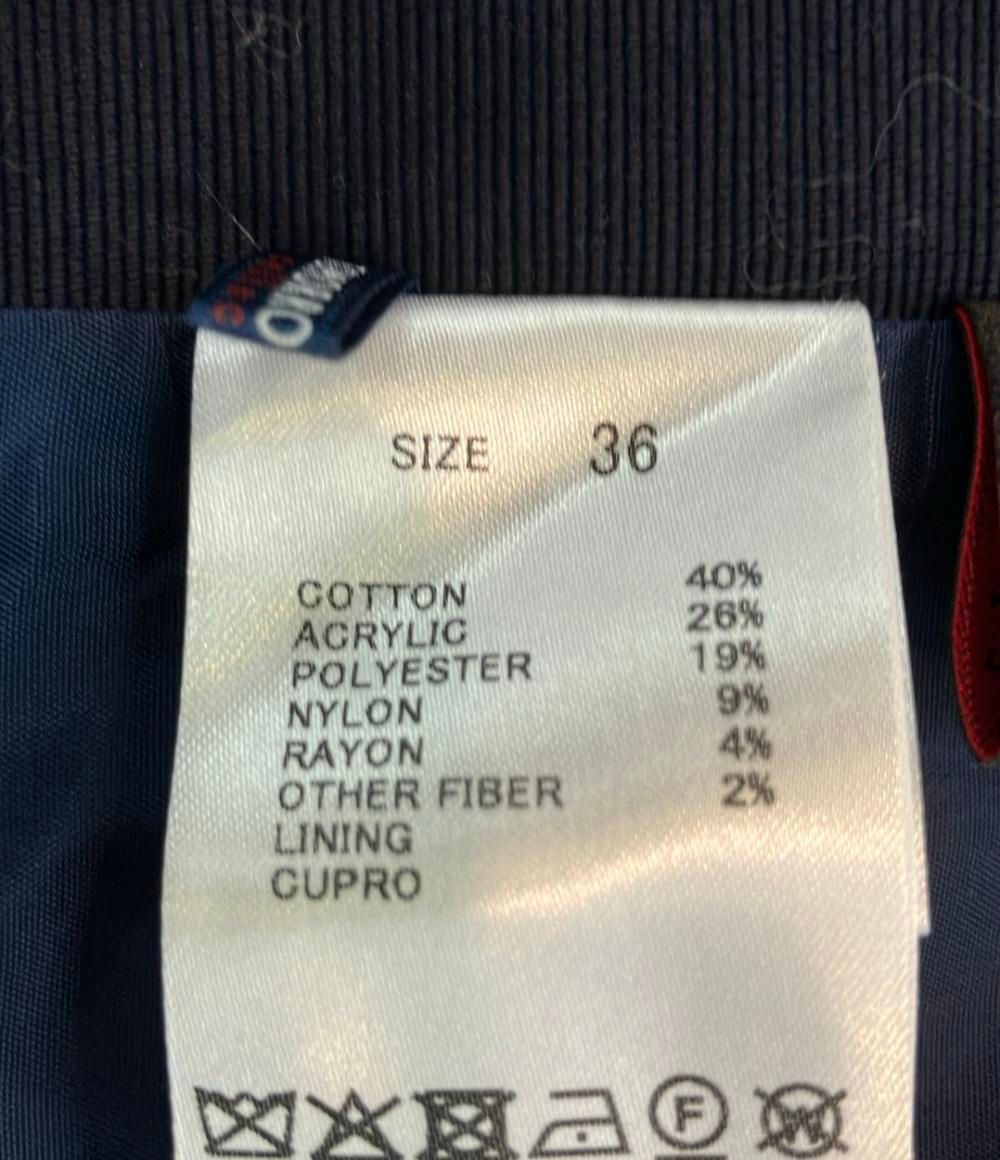 SIZE 36
COTTON 40%
ACRYLIC 26%
POLYESTER 19%
NYLON 9%
RAYON 4%
OTHER FIBER 2%
LINING
CUPRO
F W